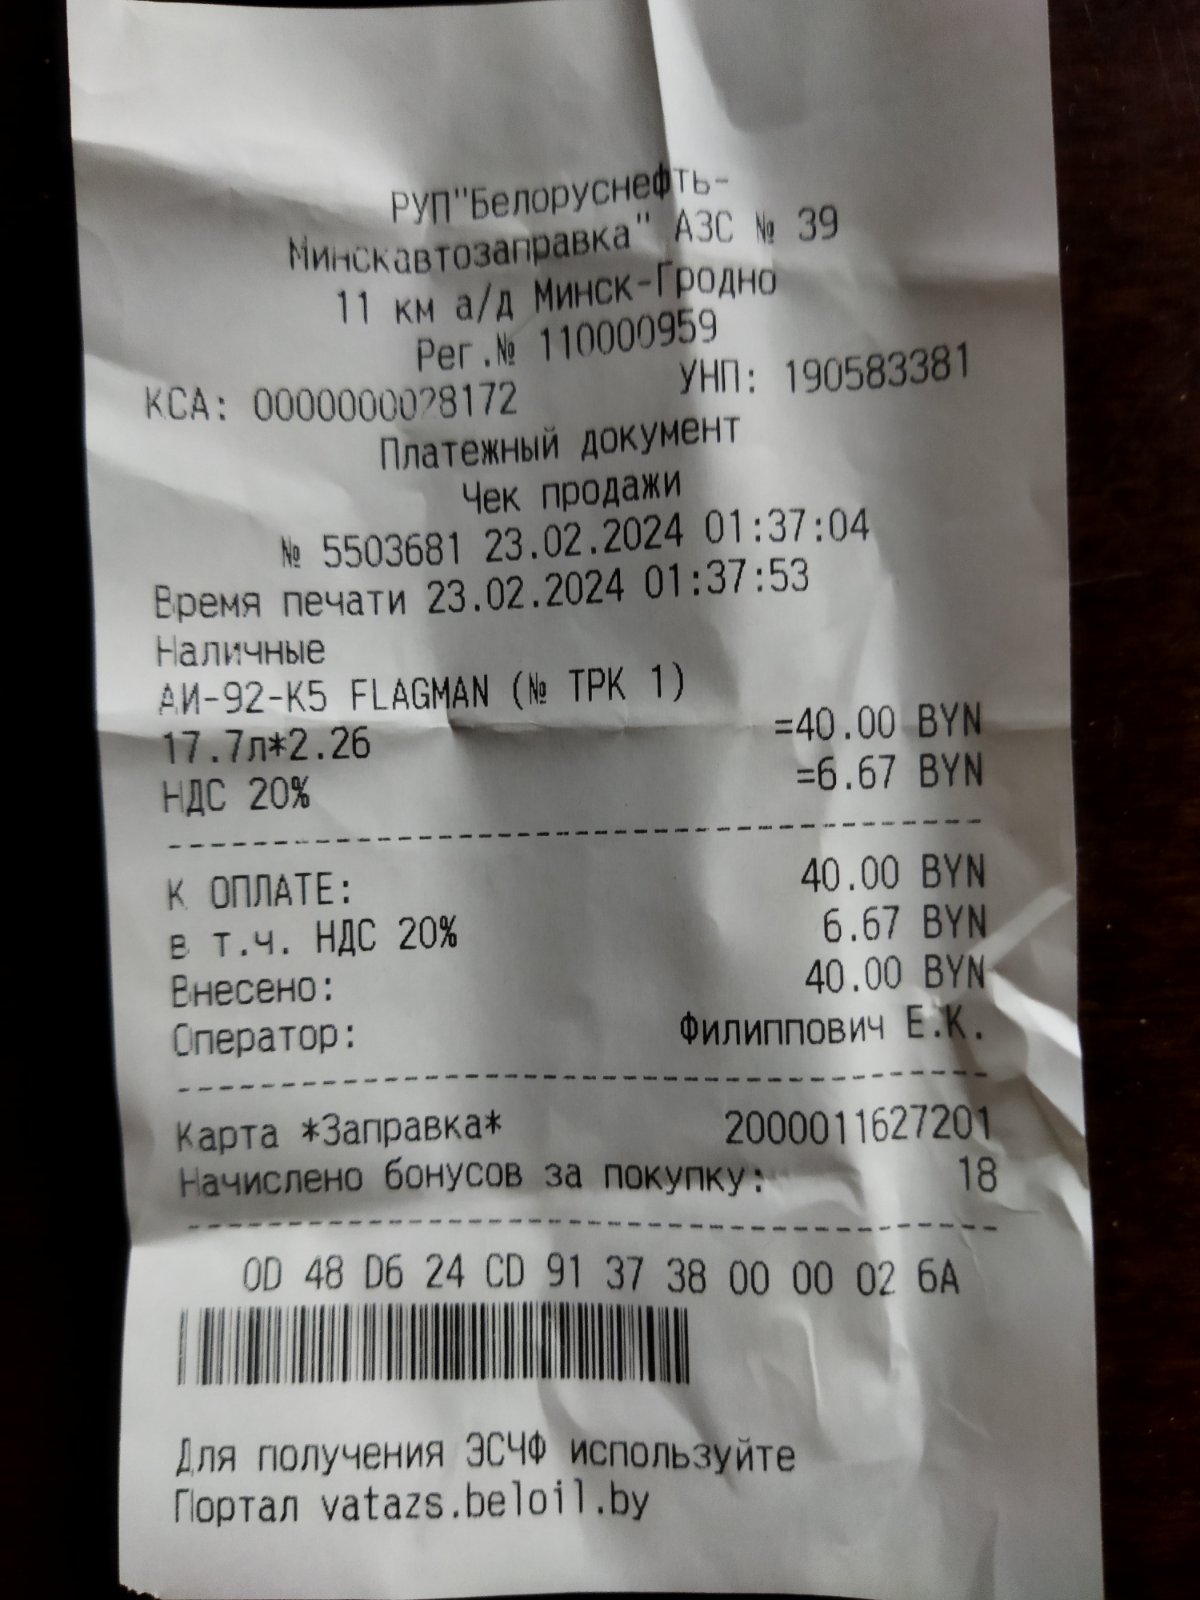 РУП"Белоруснефть-
Минскавтозаправка" АЗС № 39
11 км а/д Минск-Гродно
Рег.№ 110000959
КСА: 0000000028172 УНП: 190583381
Платежный документ
Чек продажи
№ 5503681 23.02.2024 01:37:04
Время печати 23.02.2024 01:37:53
Наличные
АИ-92-К5 FLAGMAN (№ ТРК 1)
17.7л*2.26 =40.00 BYN
НДС 20% =6.67 BYN
К ОПЛАТЕ: 40.00 BYN
в т.ч. НДС 20% 6.67 BYN
Внесено: 40.00 BYN
Оператор: Филиппович Е.К.
Карта *Заправка* 2000011627201
Начислено бонусов за покупку: 18
0D 48 D6 24 CD 91 37 38 00 00 02 6A
Для получения ЭСЧФ используйте
Портал vatazs.beloil.by